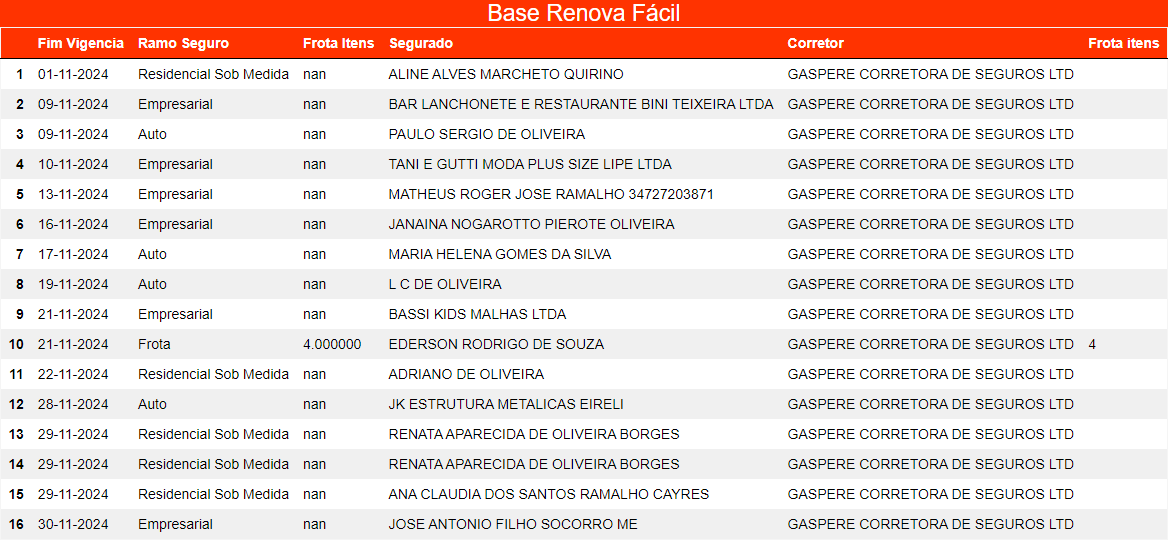 Base Renova Fácil
Fim Vigencia Ramo Seguro Frota Itens Segurado Corretor Frota itens
1 01-11-2024 Residencial Sob Medida nan ALINE ALVES MARCHETO QUIRINO GASPERE CORRETORA DE SEGUROS LTD
2 09-11-2024 Empresarial nan BAR LANCHONETE E RESTAURANTE BINI TEIXEIRA LTDA GASPERE CORRETORA DE SEGUROS LTD
3 09-11-2024 Auto nan PAULO SERGIO DE OLIVEIRA GASPERE CORRETORA DE SEGUROS LTD
4 10-11-2024 Empresarial nan TANI E GUTTI MODA PLUS SIZE LIPE LTDA GASPERE CORRETORA DE SEGUROS LTD
5 13-11-2024 Empresarial nan MATHEUS ROGER JOSE RAMALHO 34727203871 GASPERE CORRETORA DE SEGUROS LTD
6 16-11-2024 Empresarial nan JANAINA NOGAROTTO PIEROTE OLIVEIRA GASPERE CORRETORA DE SEGUROS LTD
7 17-11-2024 Auto nan MARIA HELENA GOMES DA SILVA GASPERE CORRETORA DE SEGUROS LTD
8 19-11-2024 Auto nan L C DE OLIVEIRA GASPERE CORRETORA DE SEGUROS LTD
9 21-11-2024 Empresarial nan BASSI KIDS MALHAS LTDA GASPERE CORRETORA DE SEGUROS LTD
10 21-11-2024 Frota 4.000000 EDERSON RODRIGO DE SOUZA GASPERE CORRETORA DE SEGUROS LTD 4
11 22-11-2024 Residencial Sob Medida nan ADRIANO DE OLIVEIRA GASPERE CORRETORA DE SEGUROS LTD
12 28-11-2024 Auto nan JK ESTRUTURA METALICAS EIRELI GASPERE CORRETORA DE SEGUROS LTD
13 29-11-2024 Residencial Sob Medida nan RENATA APARECIDA DE OLIVEIRA BORGES GASPERE CORRETORA DE SEGUROS LTD
14 29-11-2024 Residencial Sob Medida nan RENATA APARECIDA DE OLIVEIRA BORGES GASPERE CORRETORA DE SEGUROS LTD
15 29-11-2024 Residencial Sob Medida nan ANA CLAUDIA DOS SANTOS RAMALHO CAYRES GASPERE CORRETORA DE SEGUROS LTD
16 30-11-2024 Empresarial nan JOSE ANTONIO FILHO SOCORRO ME GASPERE CORRETORA DE SEGUROS LTD